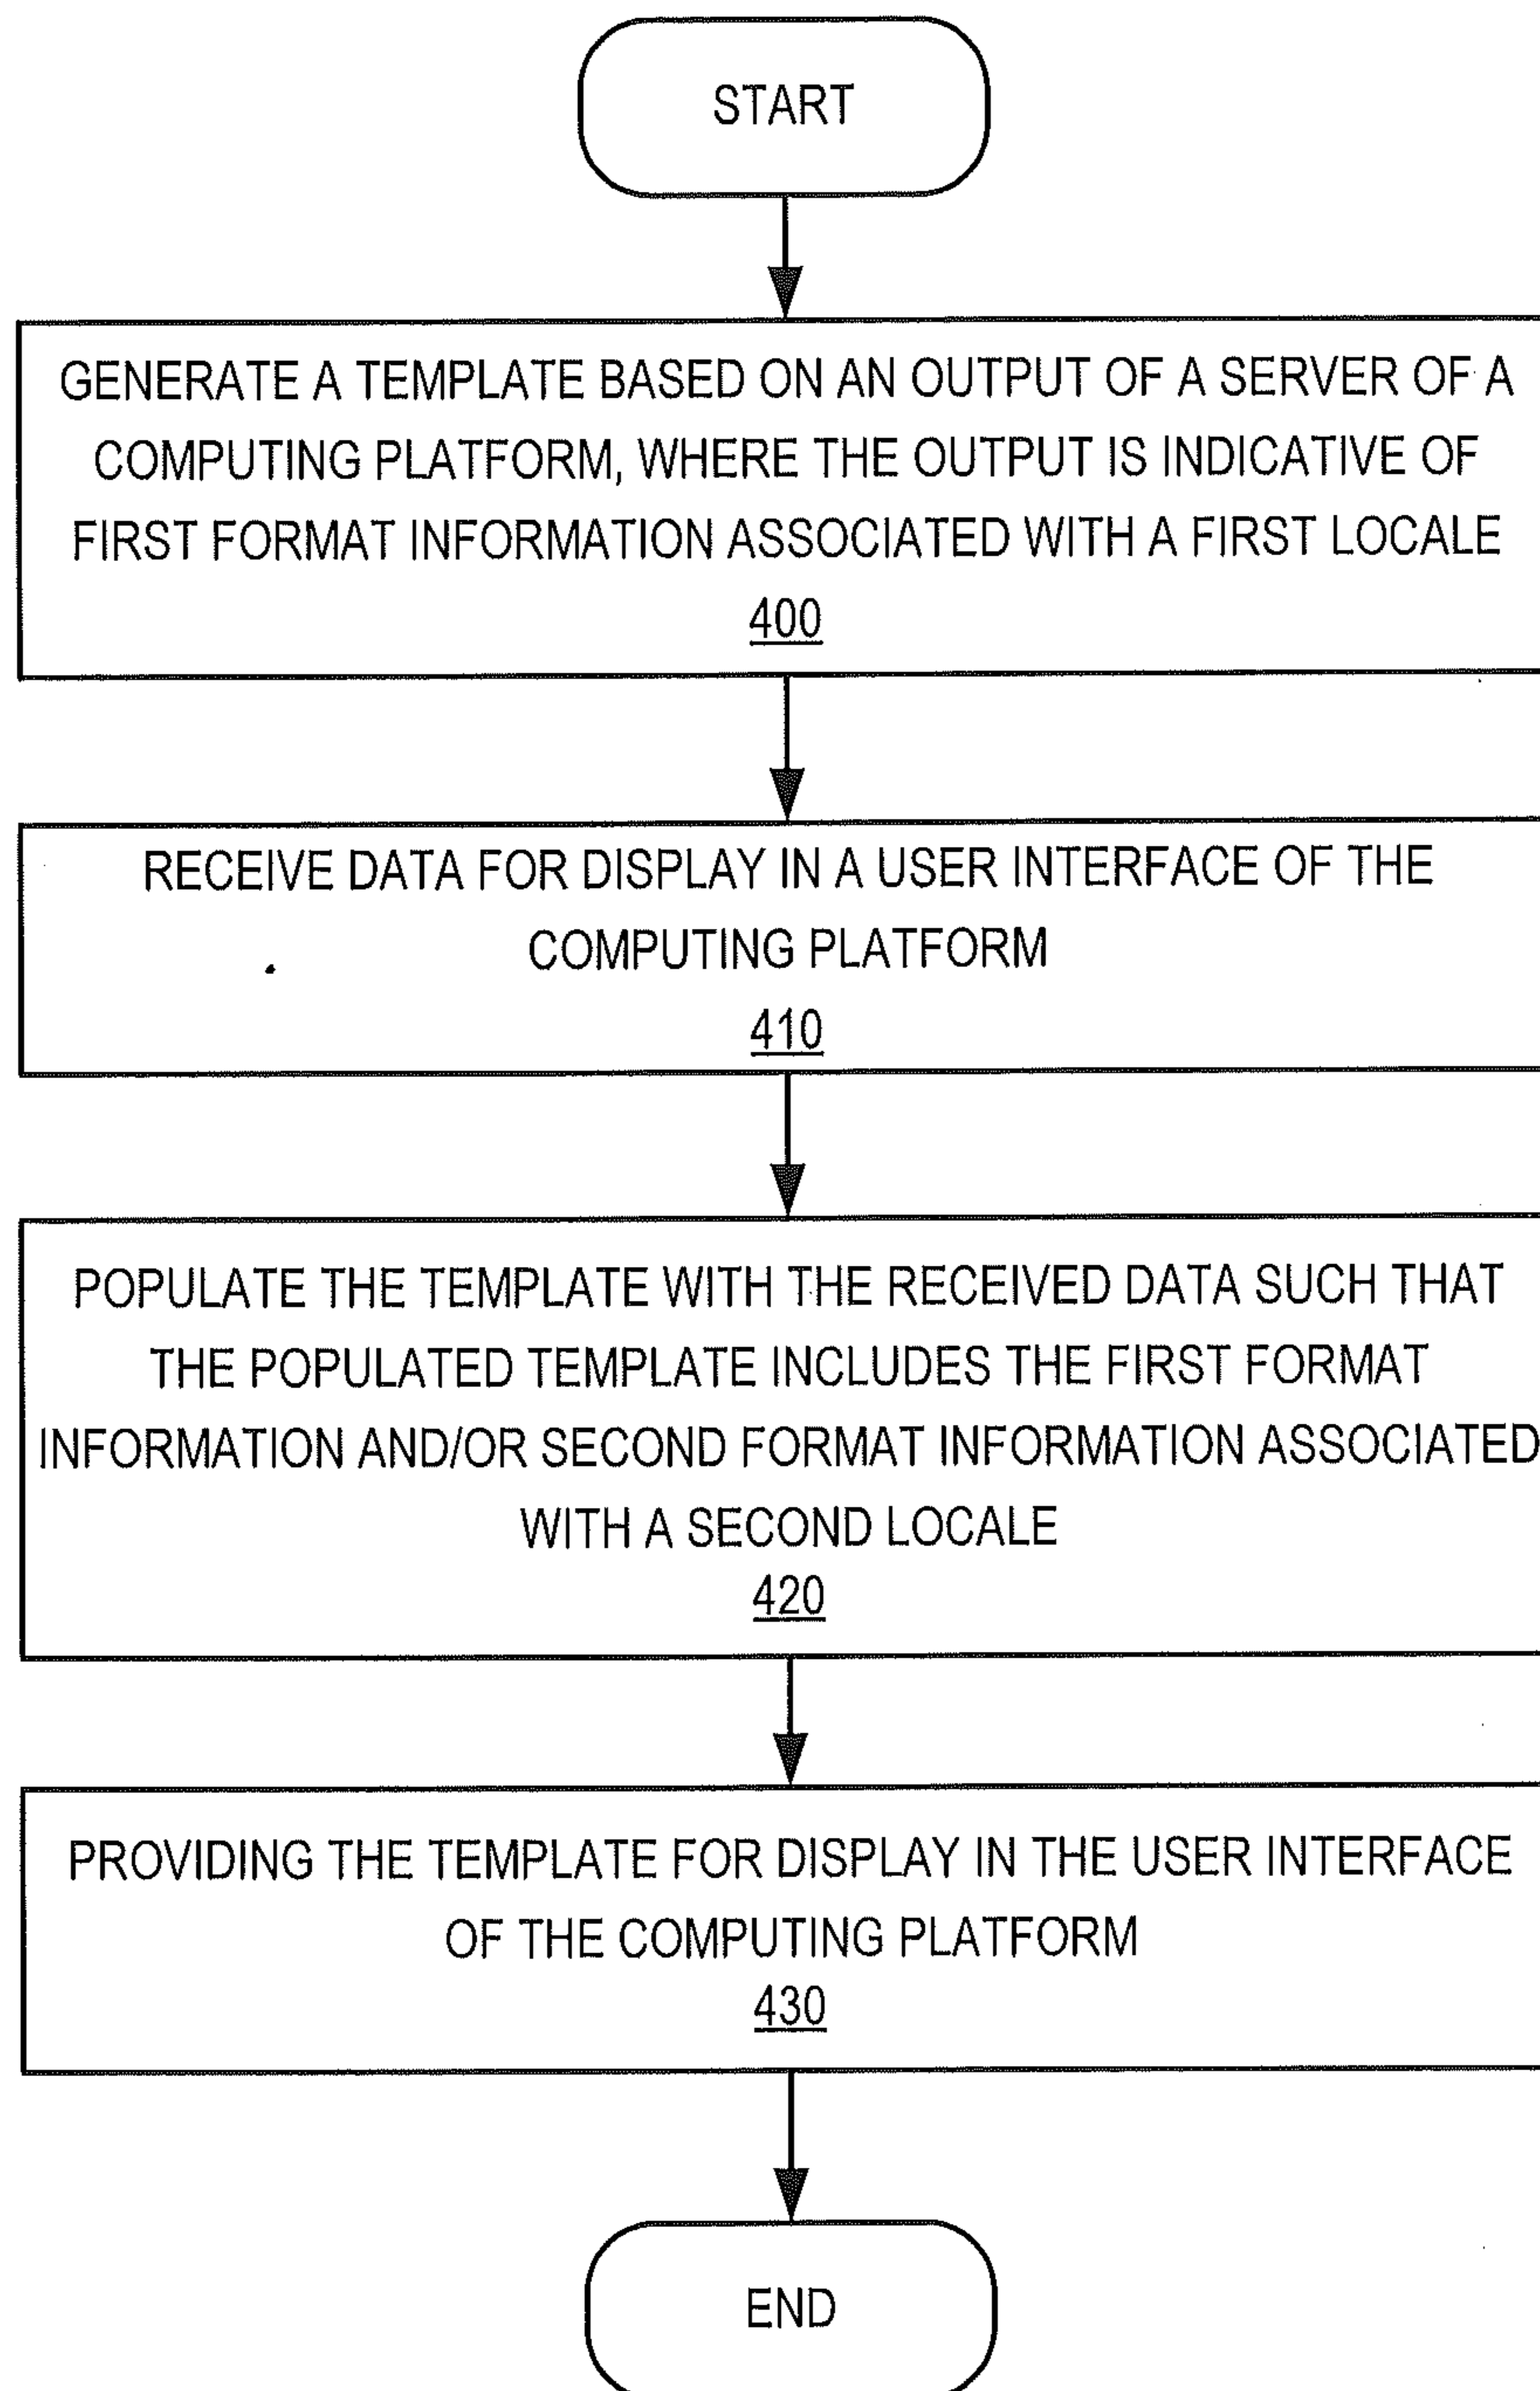 START
GENERATE A TEMPLATE BASED ON AN OUTPUT OF A SERVER OF A
COMPUTING PLATFORM, WHERE THE OUTPUT IS INDICATIVE OF
FIRST FORMAT INFORMATION ASSOCIATED WITH A FIRST LOCALE
400
RECEIVE DATA FOR DISPLAY IN A USER INTERFACE OF THE
COMPUTING PLATFORM
410
POPULATE THE TEMPLATE WITH THE RECEIVED DATA SUCH THAT
THE POPULATED TEMPLATE INCLUDES THE FIRST FORMAT
INFORMATION AND/OR SECOND FORMAT INFORMATION ASSOCIATED
WITH A SECOND LOCALE
420
PROVIDING THE TEMPLATE FOR DISPLAY IN THE USER INTERFACE
OF THE COMPUTING PLATFORM
430
END